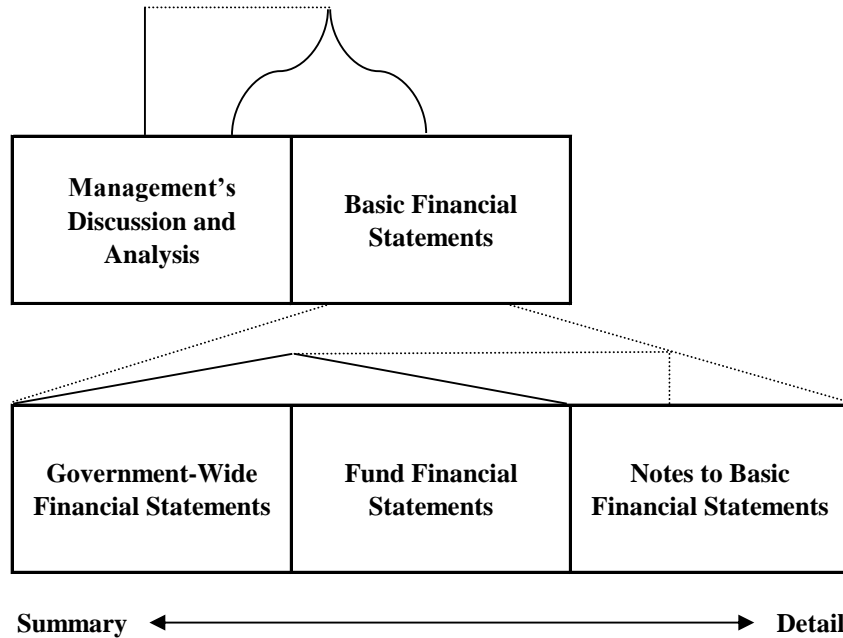 Management’s
Discussion and
Analysis
Basic Financial
Statements
Government-Wide
Financial Statements
Fund Financial
Statements
Notes to Basic
Financial Statements
Summary
Detail